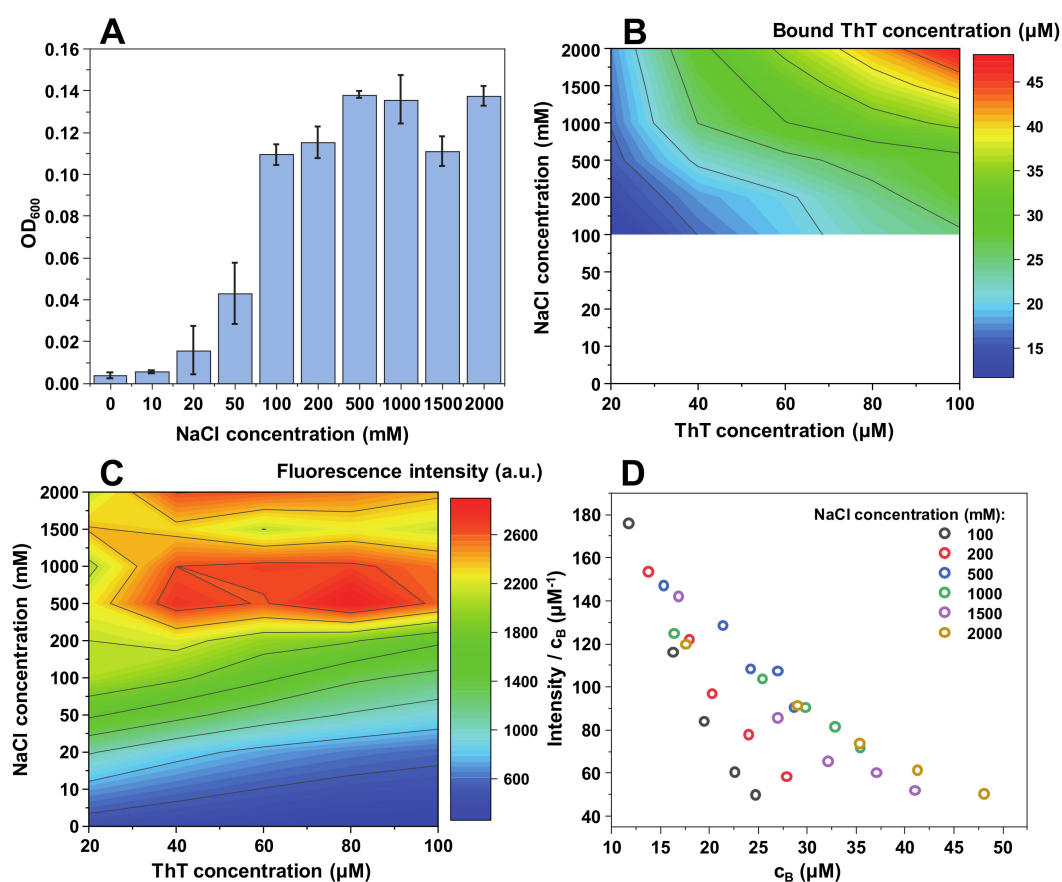 A
OD600
0.16
0.14
0.12
0.10
0.08
0.06
0.04
0.02
0.00
0 10 20 50 100 200 500 1000 1500 2000
NaCl concentration (mM)
B
Bound ThT concentration (µM)
NaCl concentration (mM)
2000
1500
1000
500
200
100
50
20
10
0
20 40 60 80 100
ThT concentration (µM)
45
40
35
30
25
20
15
C
Fluorescence intensity (a.u.)
NaCl concentration (mM)
2000
1500
1000
500
200
100
50
20
10
0
20 40 60 80 100
ThT concentration (µM)
2600
2200
1800
1400
1000
600
D
Intensity / cB (µM-1)
180
160
140
120
100
80
60
40
10 15 20 25 30 35 40 45 50
cB (µM)
NaCl concentration (mM):
100
200
500
1000
1500
2000